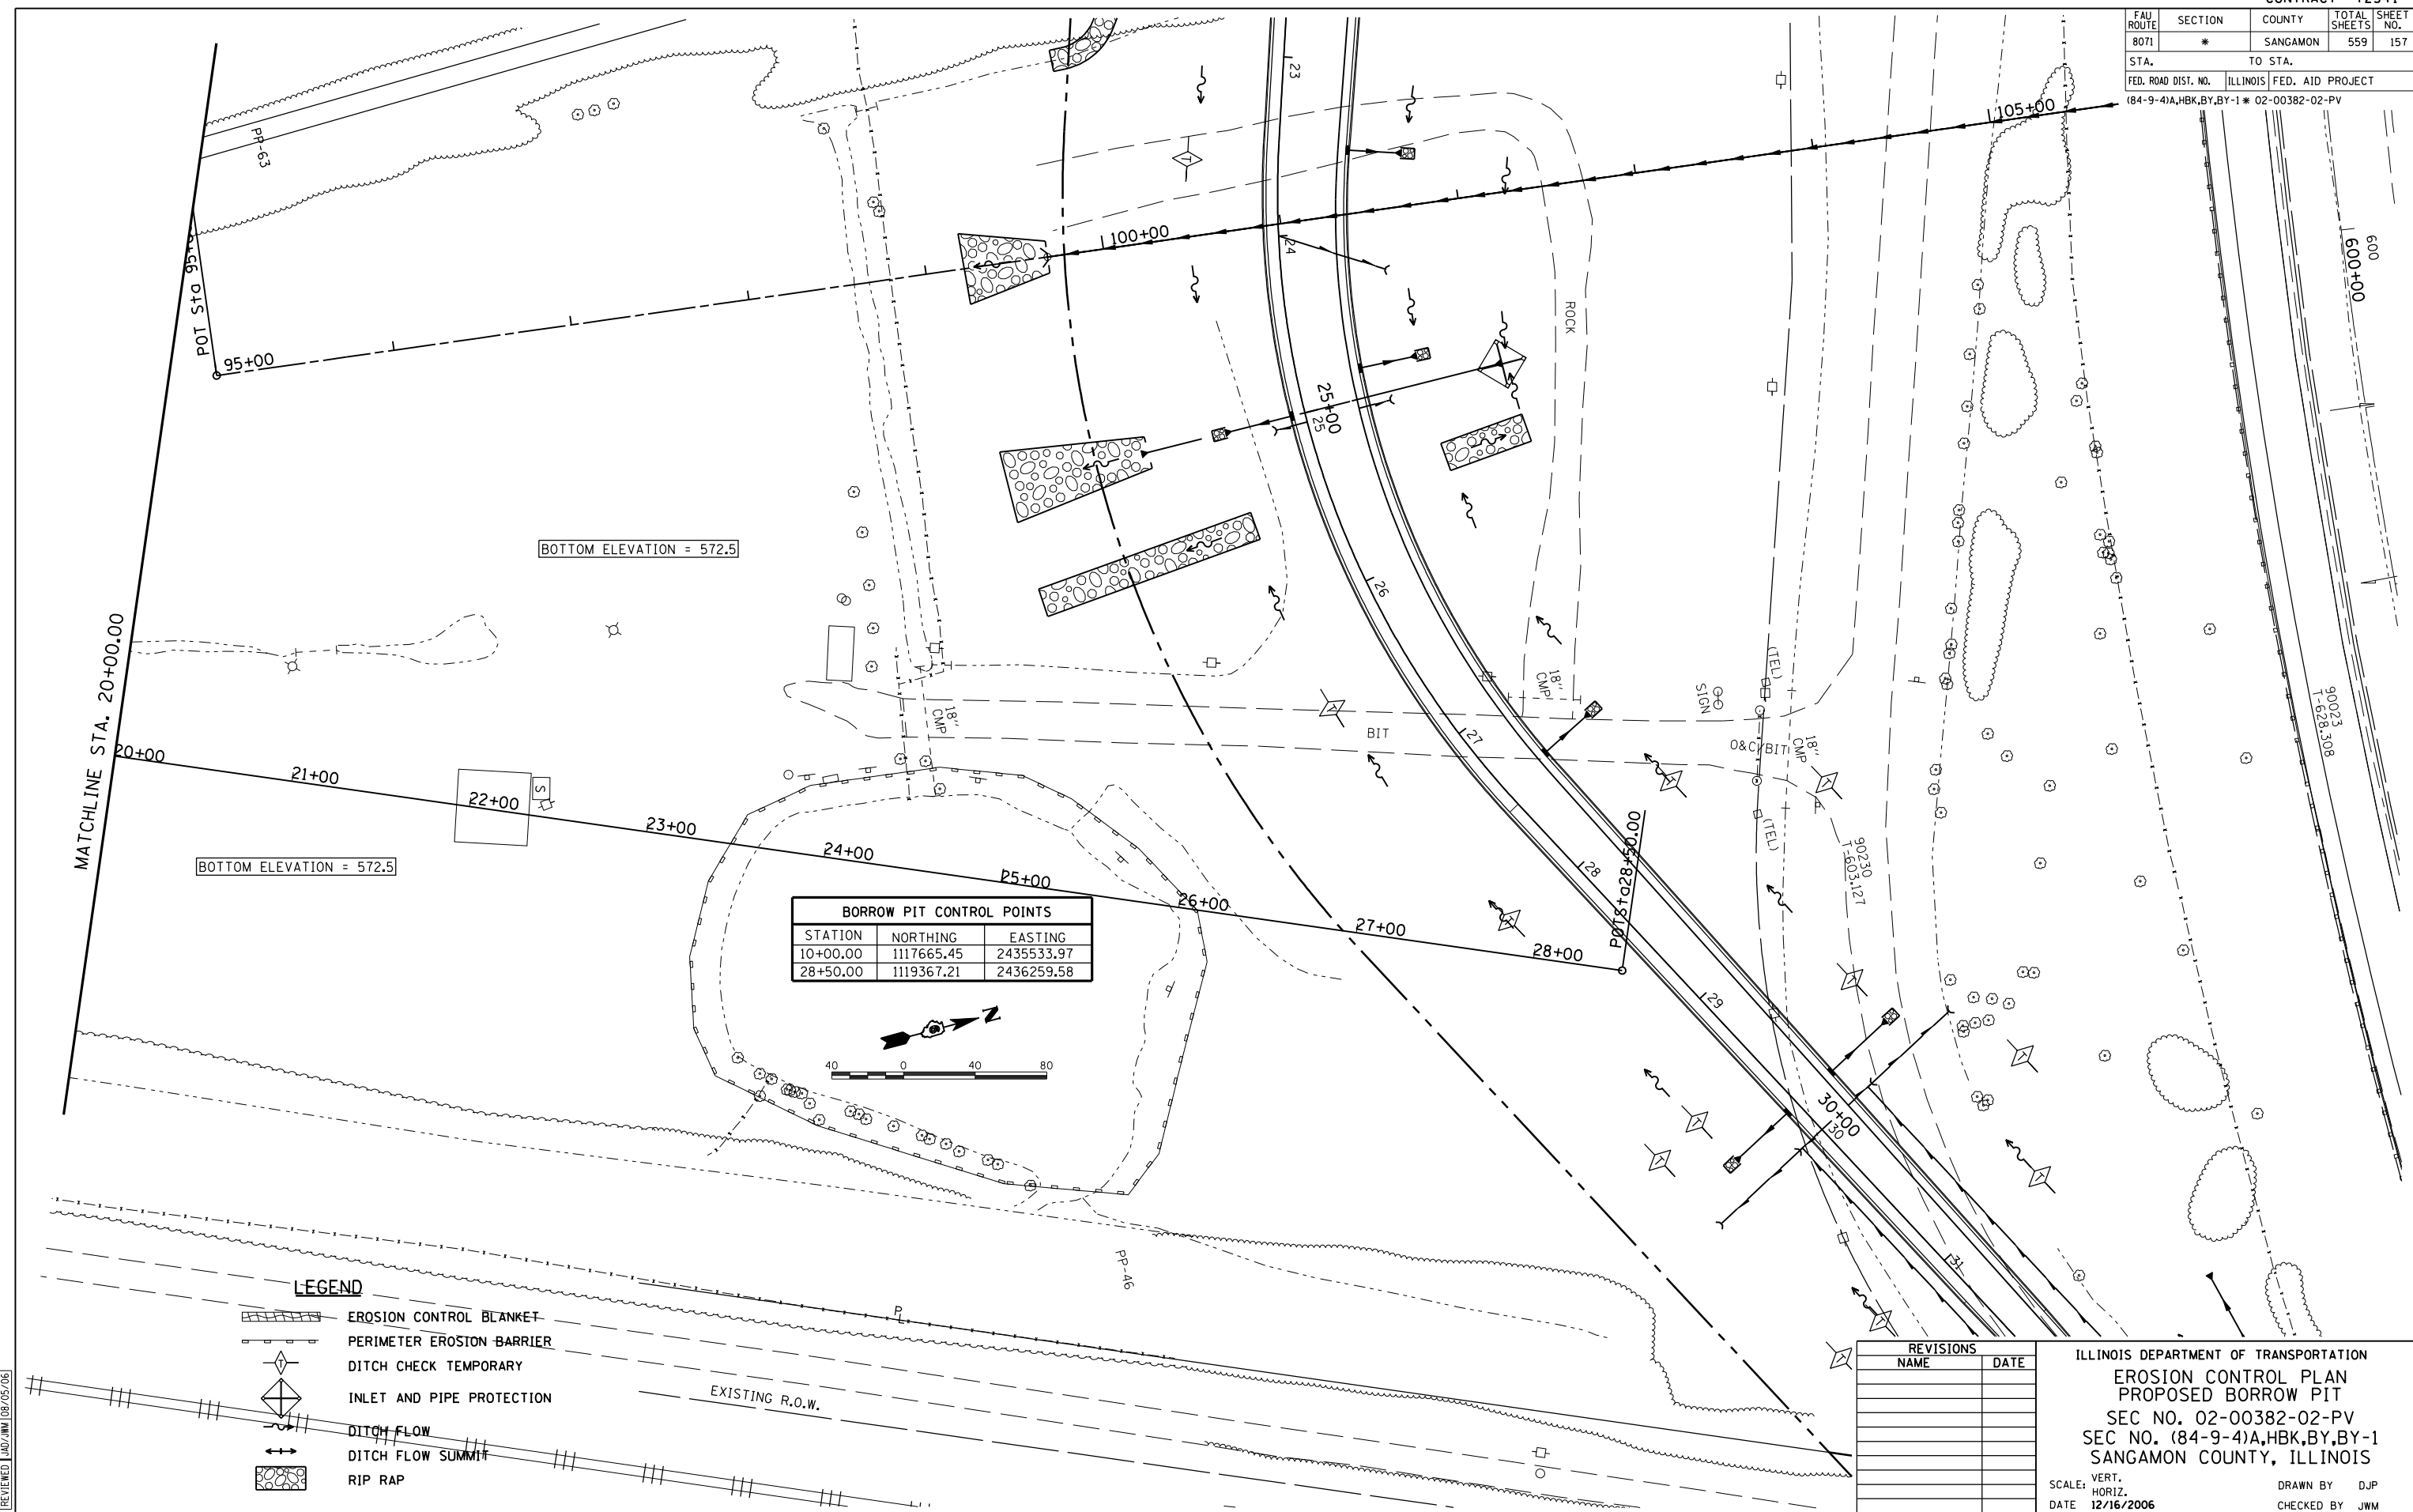 FAU ROUTE SECTION COUNTY TOTAL SHEETS SHEET NO.
8071 * SANGAMON 559 157
STA. TO STA.
FED. ROAD DIST. NO. ILLINOIS FED. AID PROJECT
(84-9-4)A,HBK,BY,BY-1 * 02-00382-02-PV
PP-63
23
105+00
100+00
24
POT Sta
95+00
600
600+00
ROCK
25+00
25
BOTTOM ELEVATION = 572.5
26
MATCHLINE STA. 20+00.00
18" CMP
18" CMP
(TEL)
SIGN
90023
T-628.308
BIT
27
O&C/BIT
18" CMP
20+00
21+00
22+00
S
23+00
24+00
25+00
26+00
27+00
28+00
POTSta28+50.00
(TEL)
90230
T-603.127
28
BOTTOM ELEVATION = 572.5
BORROW PIT CONTROL POINTS
STATION NORTHING EASTING
10+00.00 1117665.45 2435533.97
28+50.00 1119367.21 2436259.58
29
N
40 0 40 80
30+00
30
31
PP-46
PL
EXISTING R.O.W.
LEGEND
EROSION CONTROL BLANKET
PERIMETER EROSION BARRIER
T DITCH CHECK TEMPORARY
INLET AND PIPE PROTECTION
DITCH FLOW
DITCH FLOW SUMMIT
RIP RAP
REVIEWED JAD/JWM 08/05/06
REVISIONS
NAME DATE
ILLINOIS DEPARTMENT OF TRANSPORTATION
EROSION CONTROL PLAN
PROPOSED BORROW PIT
SEC NO. 02-00382-02-PV
SEC NO. (84-9-4)A,HBK,BY,BY-1
SANGAMON COUNTY, ILLINOIS
SCALE: VERT.
HORIZ.
DRAWN BY DJP
DATE 12/16/2006
CHECKED BY JWM